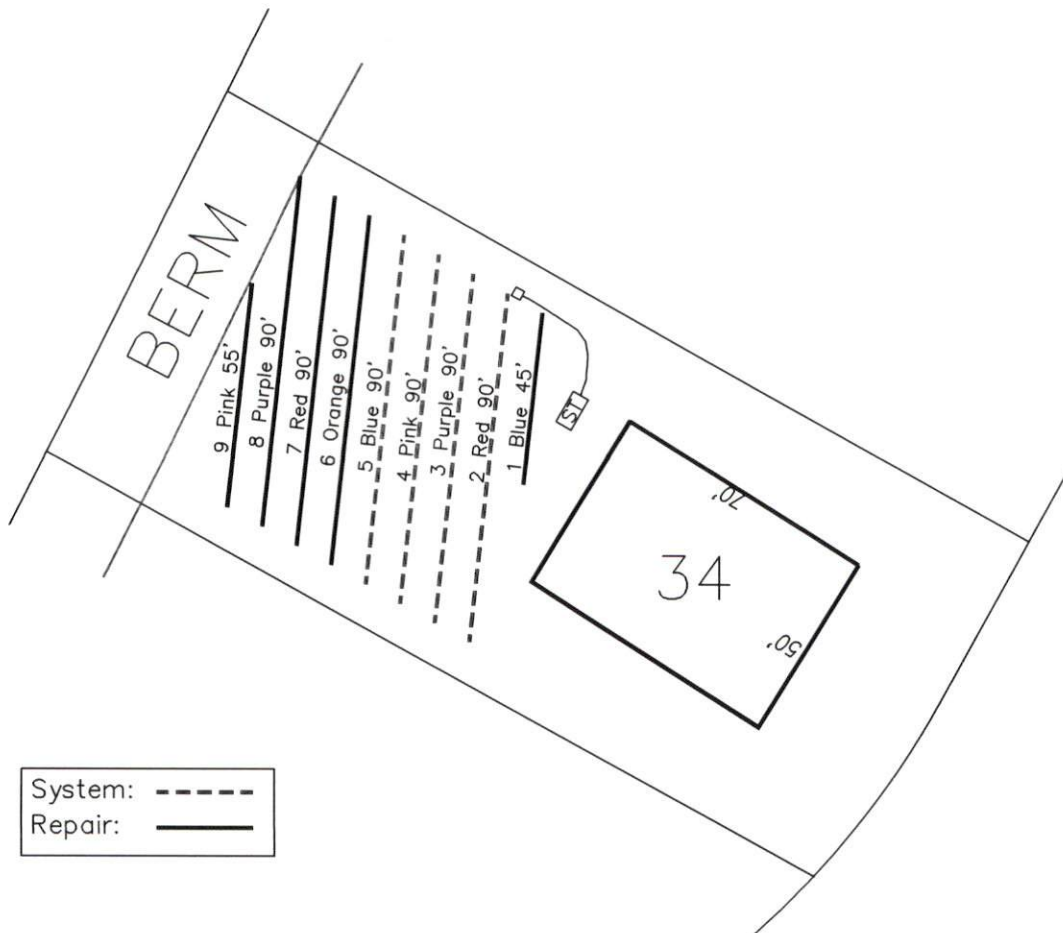 BERM
9 Pink 55'
8 Purple 90'
7 Red 90'
6 Orange 90'
5 Blue 90'
4 Pink 90'
3 Purple 90'
2 Red 90'
1 Blue 45'
ST
70'
34
50'
System:
Repair: